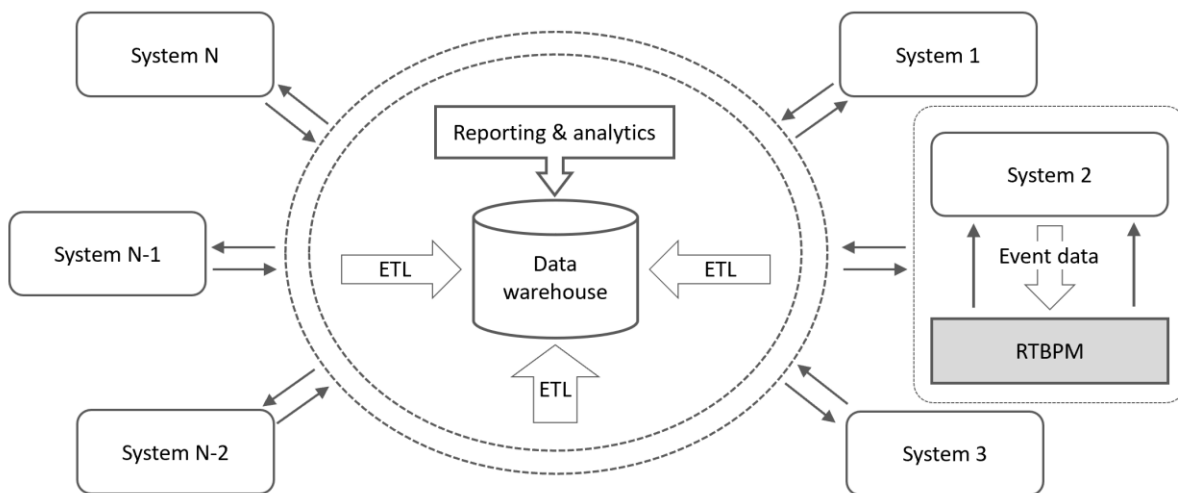 System N
System 1
Reporting & analytics
System 2
System N-1
ETL
Data
warehouse
ETL
Event data
RTBPM
ETL
System N-2
System 3